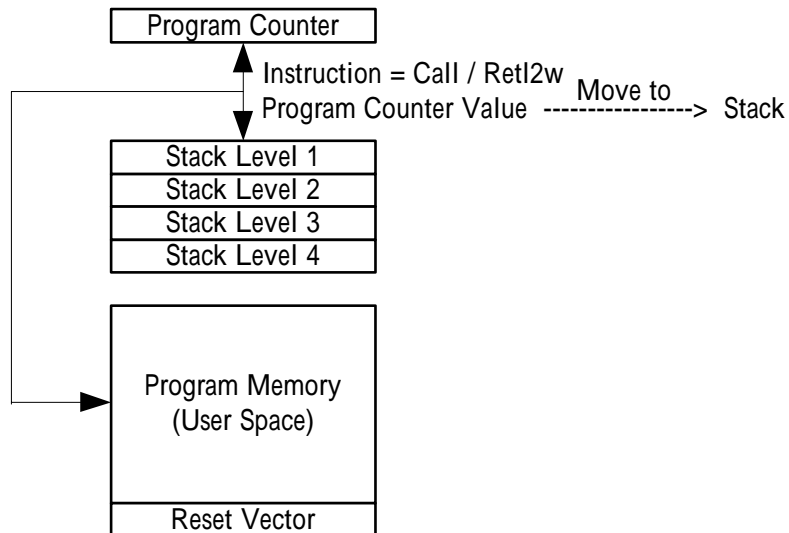 Program Counter
Instruction = Call / Retl2w
Program Counter Value ----------------> Stack
Move to
Stack Level 1
Stack Level 2
Stack Level 3
Stack Level 4
Program Memory
(User Space)
Reset Vector